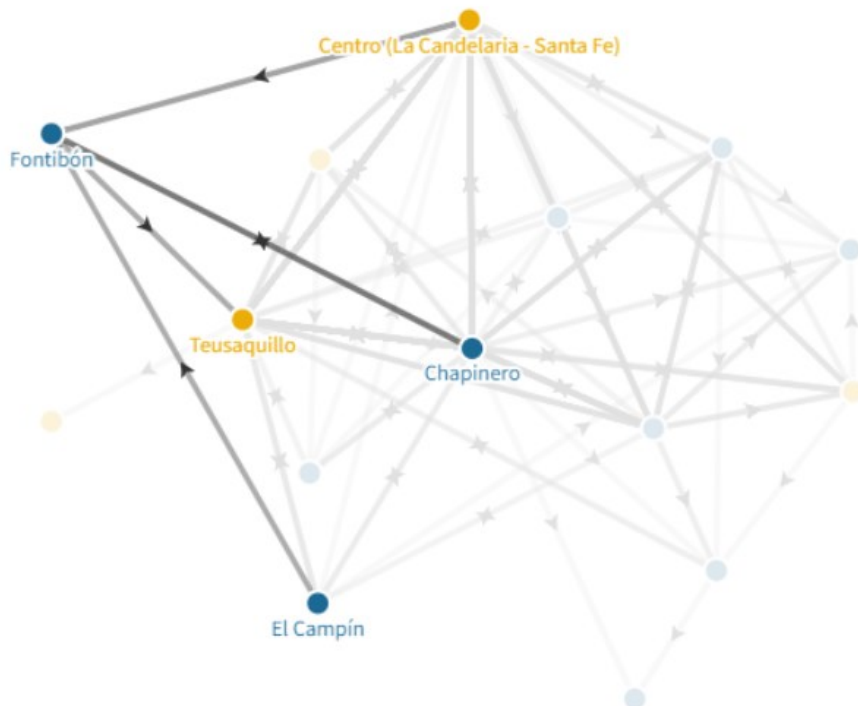 Centro (La Candelaria - Santa Fe)
Fontibón
Teusaquillo
Chapinero
El Campín